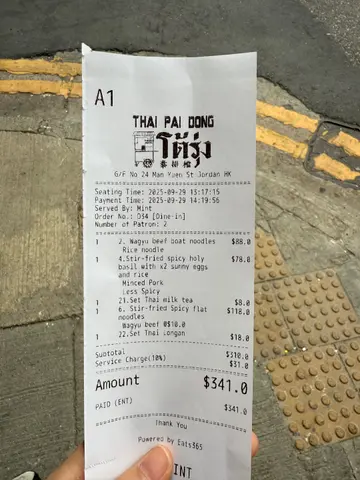 A1
THAI PAI DONG
โต้รุ่ง
泰排檔
6/F No 24 Man Yuen St Jordan HK
Seating Time: 2025-09-29 13:17:15
Payment Time: 2025-09-29 14:19:56
Served By: Mint
Order No.: D34 [Dine-in]
Number of Patron: 2
1 2. Wagyu beef boat noodles $88.0
Rice noodle
1 4.Stir-fried spicy holy $78.0
basil with x2 sunny eggs
and rice
Minced Pork
Less Spicy
1 21.Set Thai milk tea $8.0
1 6. Stir-fried Spicy flat $118.0
noodles
Wagyu beef @$18.0
1 22.Set Longan $18.0
Subtotal $310.0
Service Charge(10%) $31.0
Amount $341.0
PAID (ENT) $341.0
Thank You
Powered by Eats365
INT